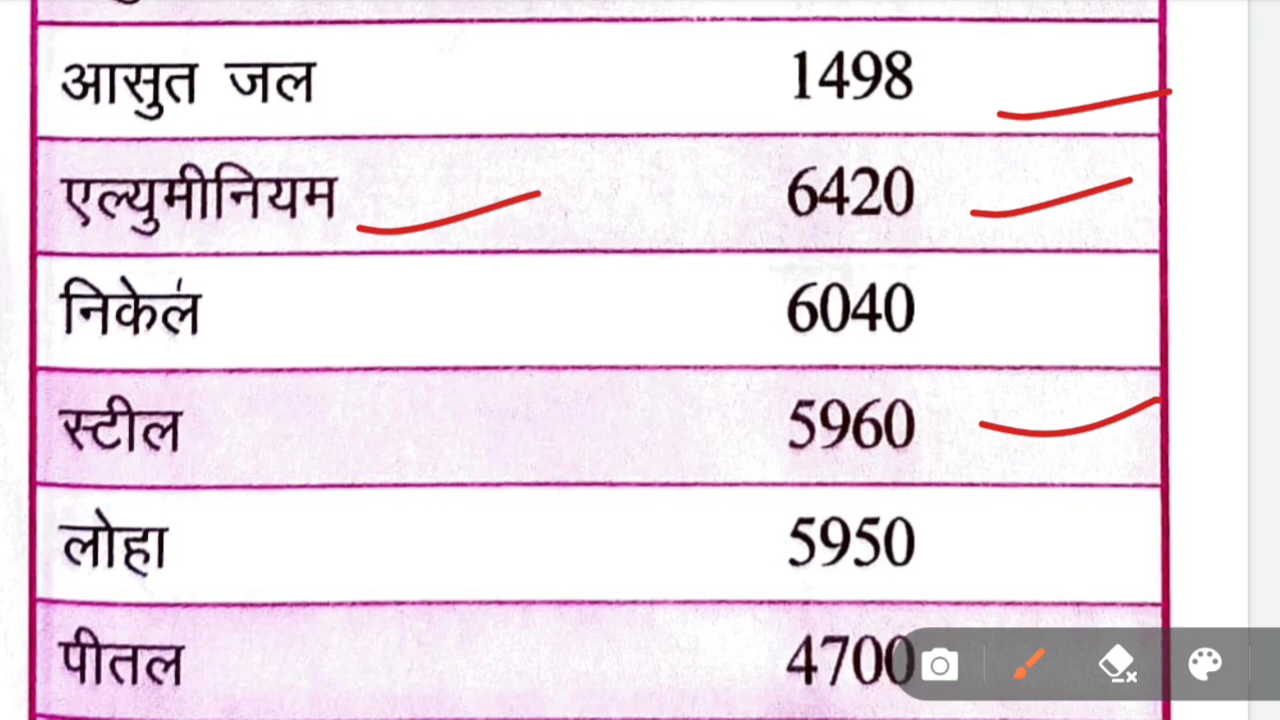 आसुत जल 1498
एल्युमीनियम 6420
निकेल 6040
स्टील 5960
लोहा 5950
पीतल 4700